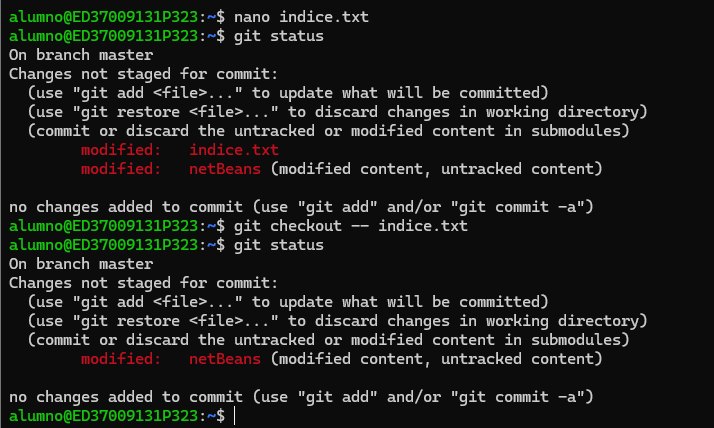 alumno@ED37009131P323:~$ nano indice.txt
alumno@ED37009131P323:~$ git status
On branch master
Changes not staged for commit:
  (use "git add <file>..." to update what will be committed)
  (use "git restore <file>..." to discard changes in working directory)
  (commit or discard the untracked or modified content in submodules)
        modified:   indice.txt
        modified:   netBeans (modified content, untracked content)

no changes added to commit (use "git add" and/or "git commit -a")
alumno@ED37009131P323:~$ git checkout -- indice.txt
alumno@ED37009131P323:~$ git status
On branch master
Changes not staged for commit:
  (use "git add <file>..." to update what will be committed)
  (use "git restore <file>..." to discard changes in working directory)
  (commit or discard the untracked or modified content in submodules)
        modified:   netBeans (modified content, untracked content)

no changes added to commit (use "git add" and/or "git commit -a")
alumno@ED37009131P323:~$